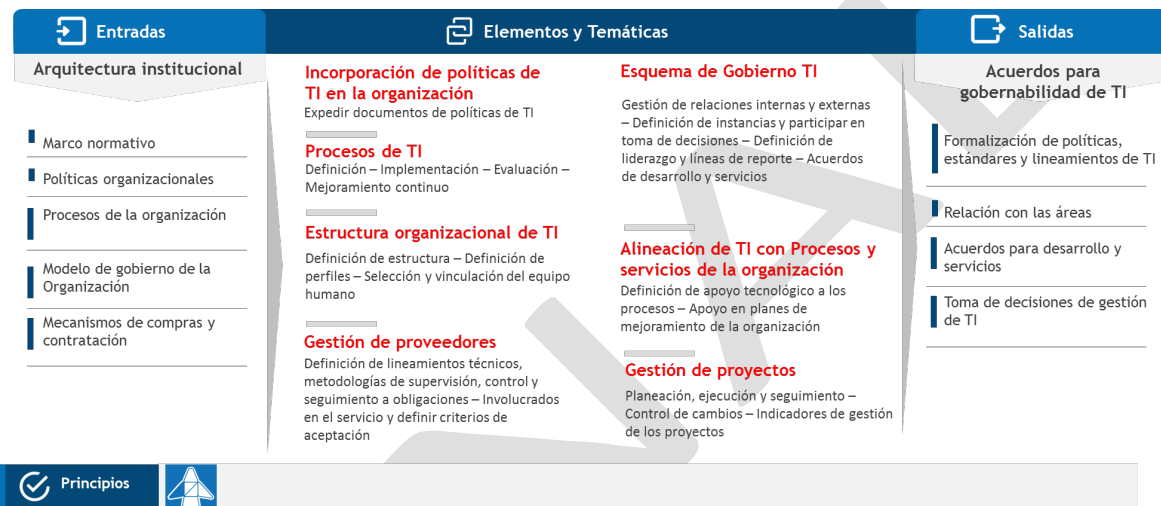 Entradas
Elementos y Temáticas
Salidas
Arquitectura institucional
Marco normativo
Políticas organizacionales
Procesos de la organización
Modelo de gobierno de la
Organización
Mecanismos de compras y
contratación
Incorporación de políticas de
TI en la organización
Expedir documentos de políticas de TI
Procesos de TI
Definición – Implementación – Evaluación –
Mejoramiento continuo
Estructura organizacional de TI
Definición de estructura – Definición de
perfiles – Selección y vinculación del equipo
humano
Gestión de proveedores
Definición de lineamientos técnicos,
metodologías de supervisión, control y
seguimiento a obligaciones – Involucrados
en el servicio y definir criterios de
aceptación
Esquema de Gobierno TI
Gestión de relaciones internas y externas
– Definición de instancias y participar en
toma de decisiones – Definición de
liderazgo y líneas de reporte – Acuerdos
de desarrollo y servicios
Alineación de TI con Procesos y
servicios de la organización
Definición de apoyo tecnológico a los
procesos – Apoyo en planes de
mejoramiento de la organización
Gestión de proyectos
Planeación, ejecución y seguimiento –
Control de cambios – Indicadores de gestión
de los proyectos
Acuerdos para
gobernabilidad de TI
Formalización de políticas,
estándares y lineamientos de TI
Relación con las áreas
Acuerdos para desarrollo y
servicios
Toma de decisiones de gestión
de TI
Principios